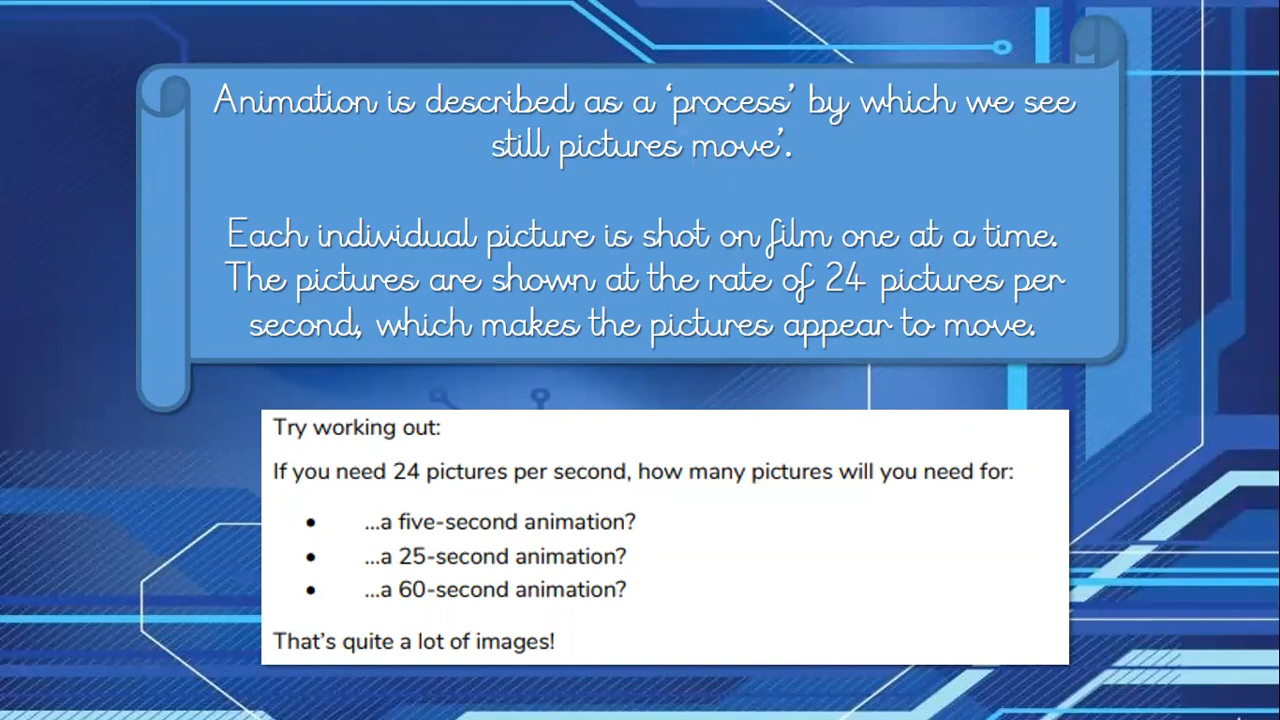 Animation is described as a ‘process’ by which we see
still pictures move’.
Each individual picture is shot on film one at a time.
The pictures are shown at the rate of 24 pictures per
second, which makes the pictures appear to move.
Try working out:
If you need 24 pictures per second, how many pictures will you need for:
• ...a five-second animation?
• ...a 25-second animation?
• ...a 60-second animation?
That’s quite a lot of images!